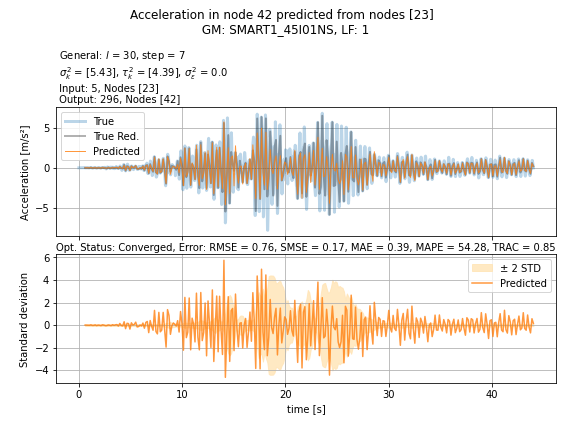 Acceleration in node 42 predicted from nodes [23]
GM: SMART1_45I01NS, LF: 1
General: l = 30, step = 7
σ²ₖ = [5.43], τ²ₖ = [4.39], σ²ε = 0.0
Input: 5, Nodes [23]
Output: 296, Nodes [42]
True
True Red.
Predicted
Acceleration [m/s²]
5
0
−5
Opt. Status: Converged, Error: RMSE = 0.76, SMSE = 0.17, MAE = 0.39, MAPE = 54.28, TRAC = 0.85
± 2 STD
Predicted
Standard deviation
6
4
2
0
−2
−4
0 10 20 30 40
time [s]